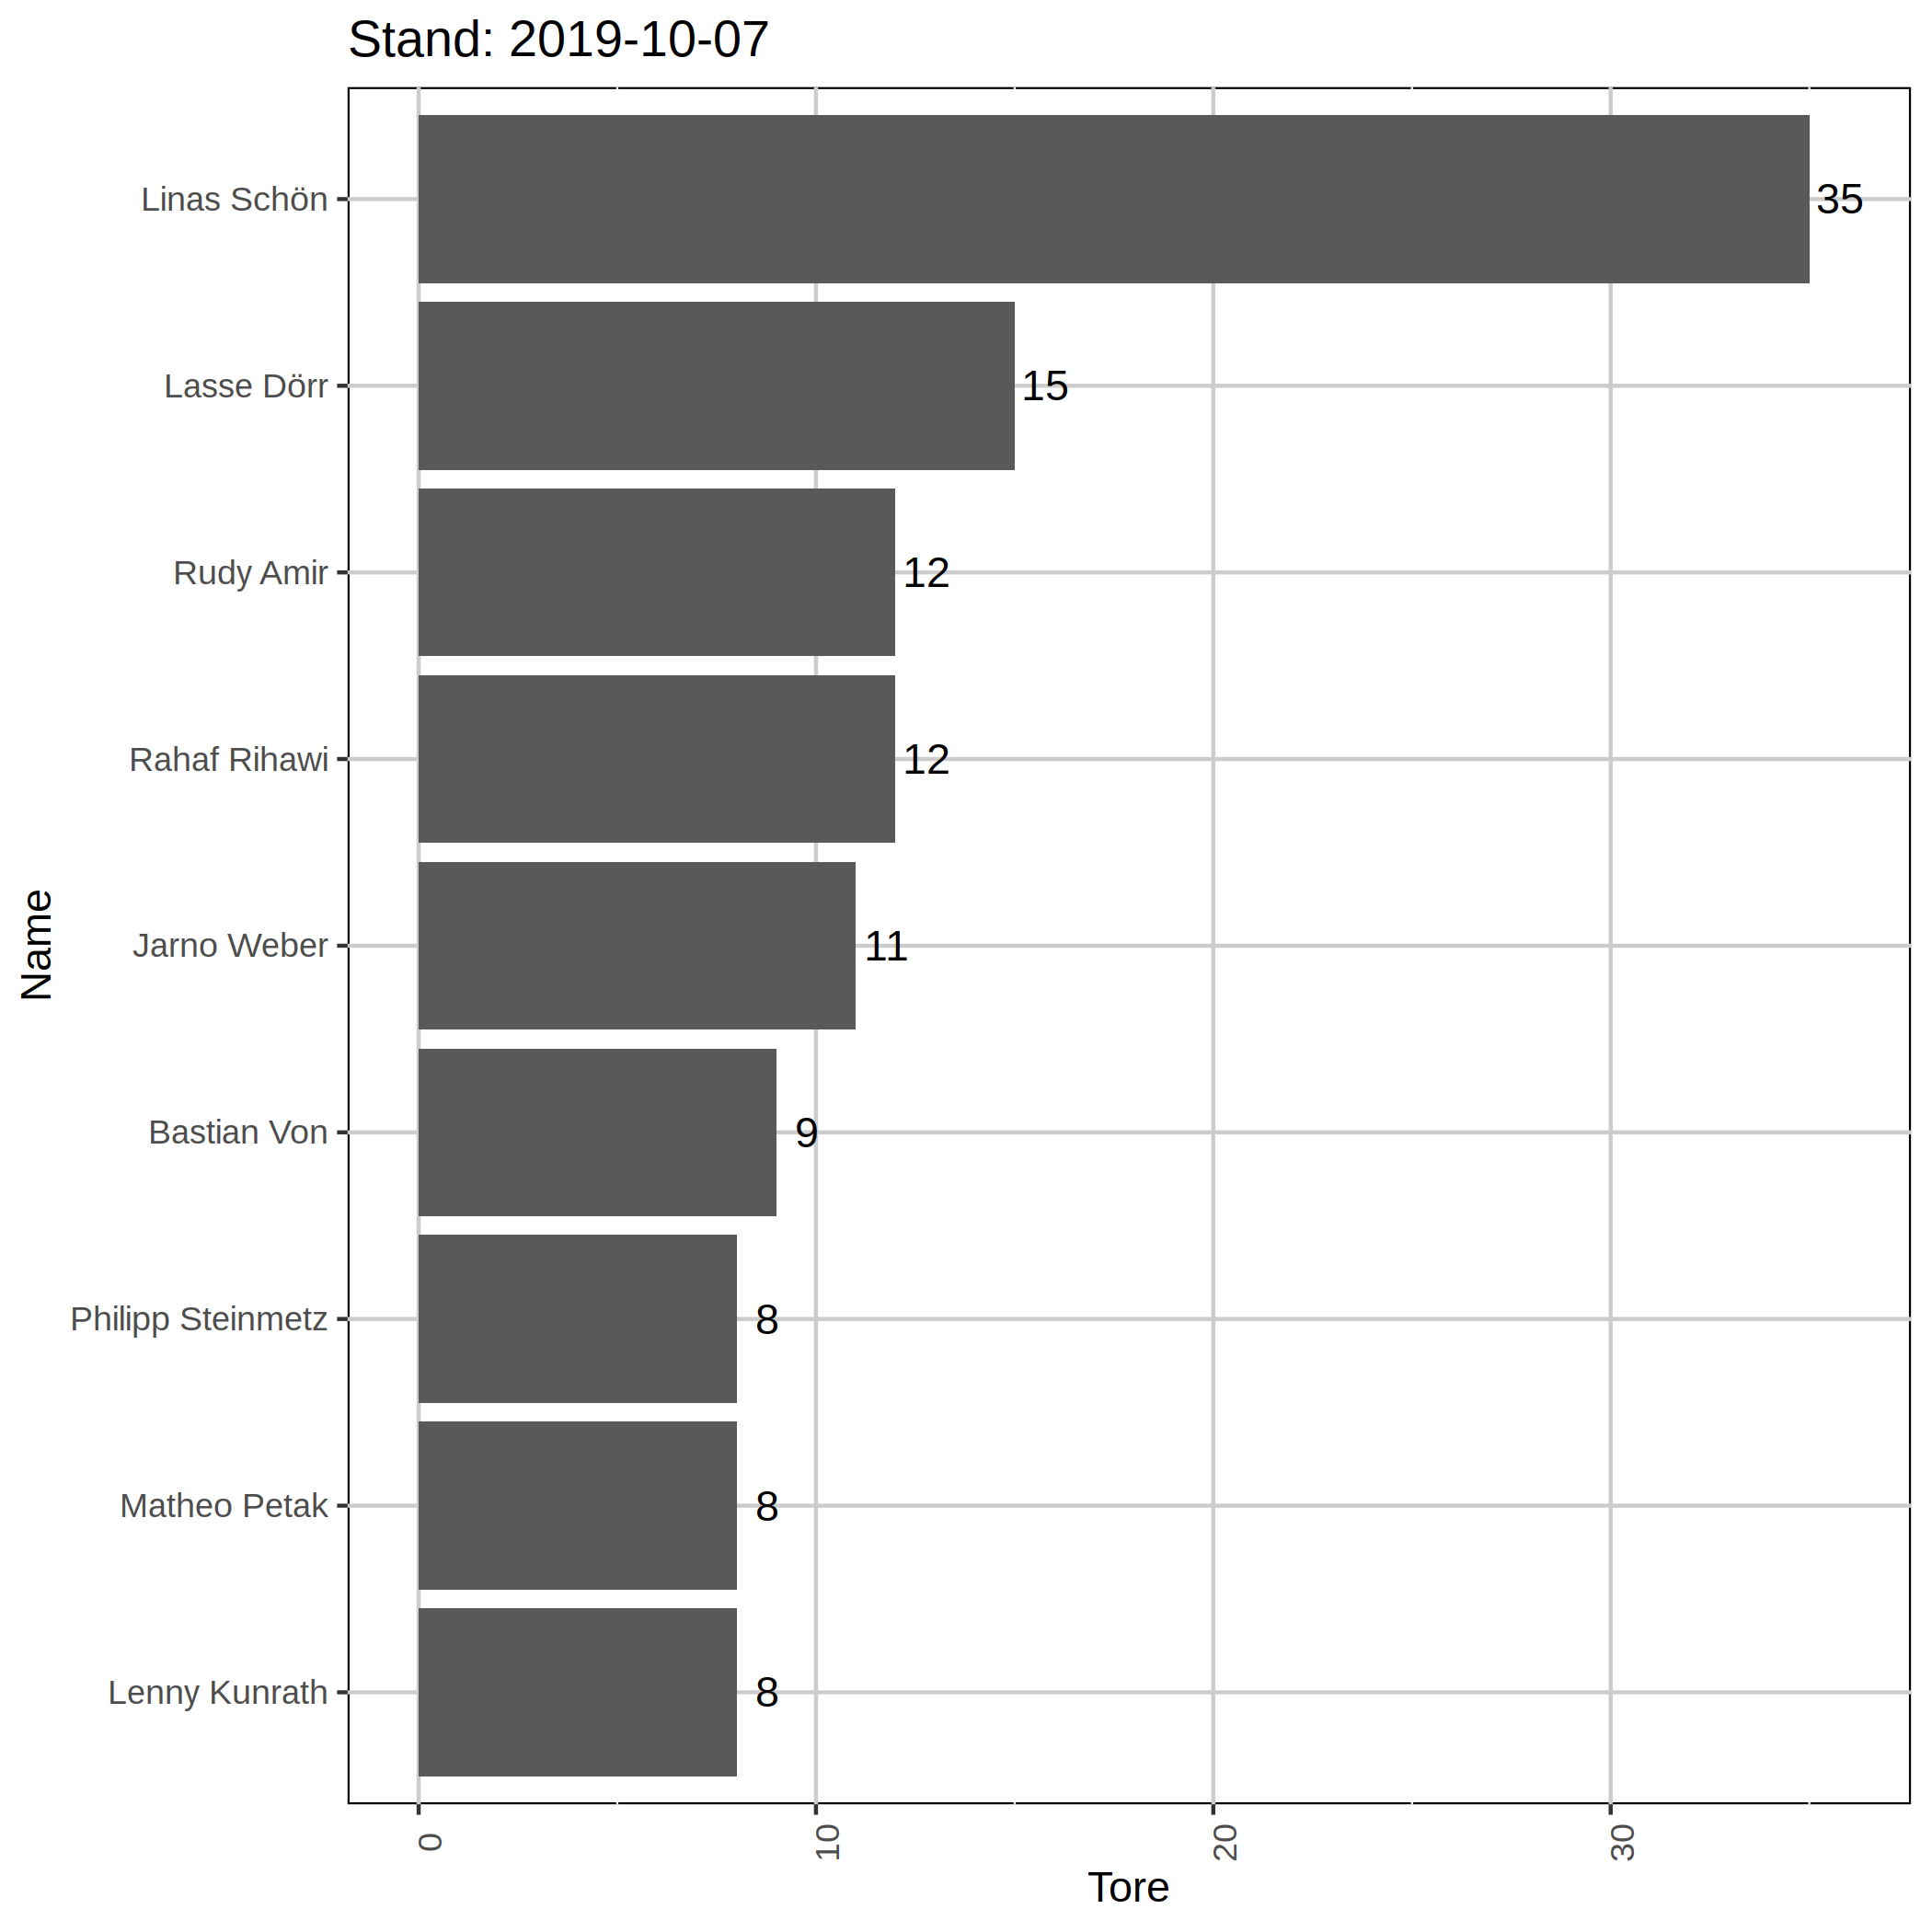 Stand: 2019-10-07
Name
Linas Schön 35
Lasse Dörr 15
Rudy Amir 12
Rahaf Rihawi 12
Jarno Weber 11
Bastian Von 9
Philipp Steinmetz 8
Matheo Petak 8
Lenny Kunrath 8
0 10 20 30
Tore